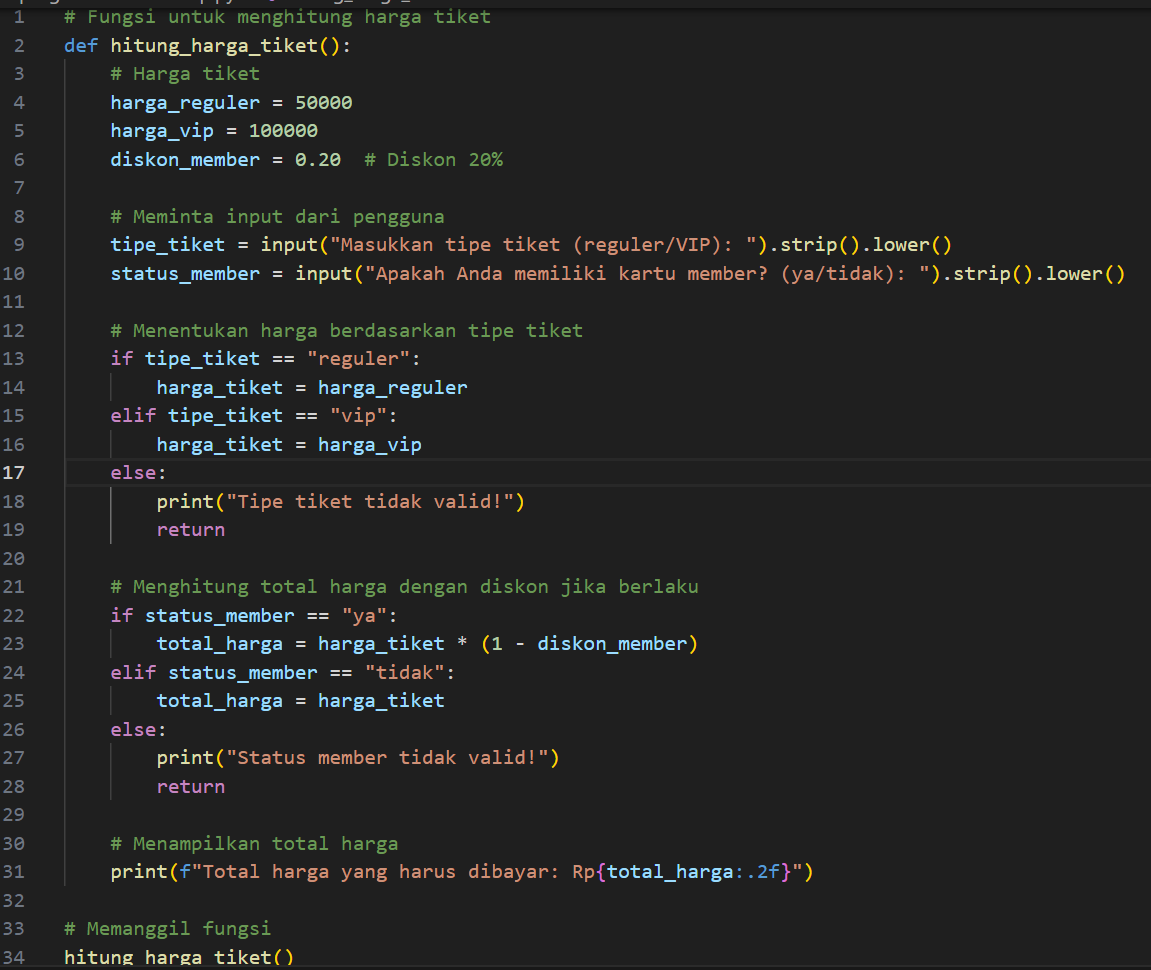 1 # Fungsi untuk menghitung harga tiket
2 def hitung_harga_tiket():
3     # Harga tiket
4     harga_reguler = 50000
5     harga_vip = 100000
6     diskon_member = 0.20  # Diskon 20%
7
8     # Meminta input dari pengguna
9     tipe_tiket = input("Masukkan tipe tiket (reguler/VIP): ").strip().lower()
10     status_member = input("Apakah Anda memiliki kartu member? (ya/tidak): ").strip().lower()
11
12     # Menentukan harga berdasarkan tipe tiket
13     if tipe_tiket == "reguler":
14         harga_tiket = harga_reguler
15     elif tipe_tiket == "vip":
16         harga_tiket = harga_vip
17     else:
18         print("Tipe tiket tidak valid!")
19         return
20
21     # Menghitung total harga dengan diskon jika berlaku
22     if status_member == "ya":
23         total_harga = harga_tiket * (1 - diskon_member)
24     elif status_member == "tidak":
25         total_harga = harga_tiket
26     else:
27         print("Status member tidak valid!")
28         return
29
30     # Menampilkan total harga
31     print(f"Total harga yang harus dibayar: Rp{total_harga:.2f}")
32
33 # Memanggil fungsi
34 hitung_harga_tiket()